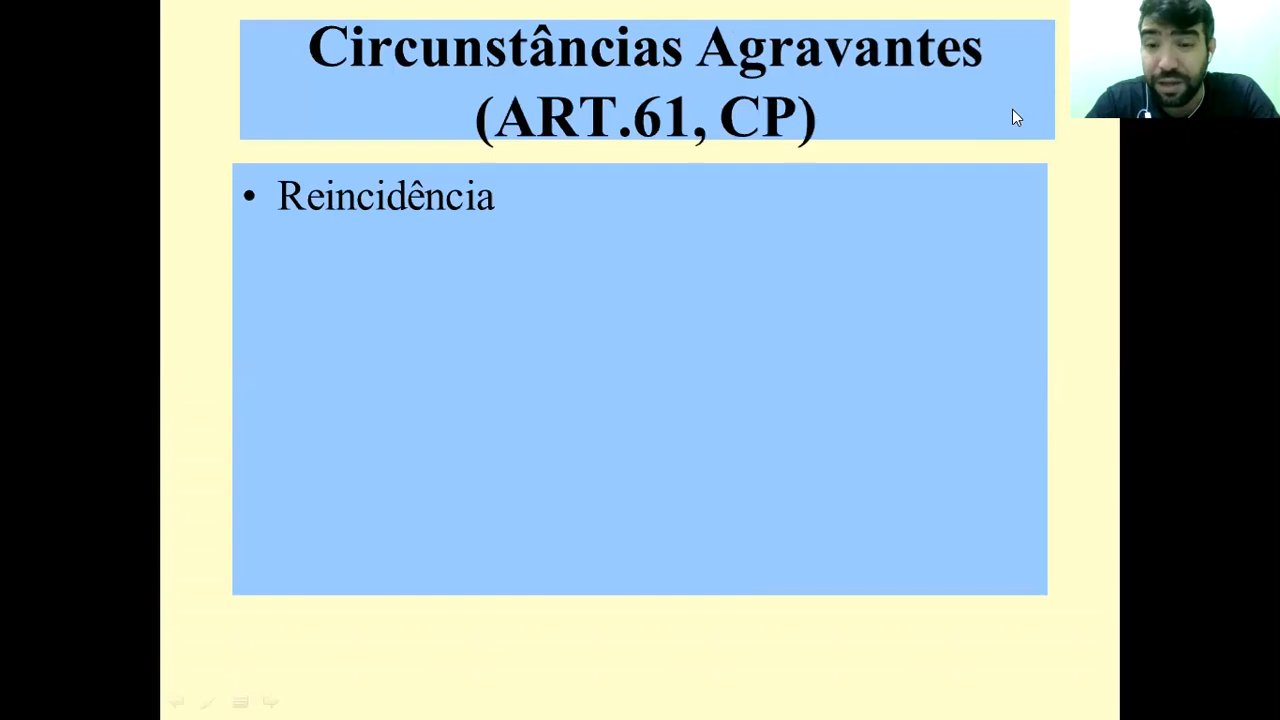 Circunstâncias Agravantes
(ART.61, CP)
• Reincidência